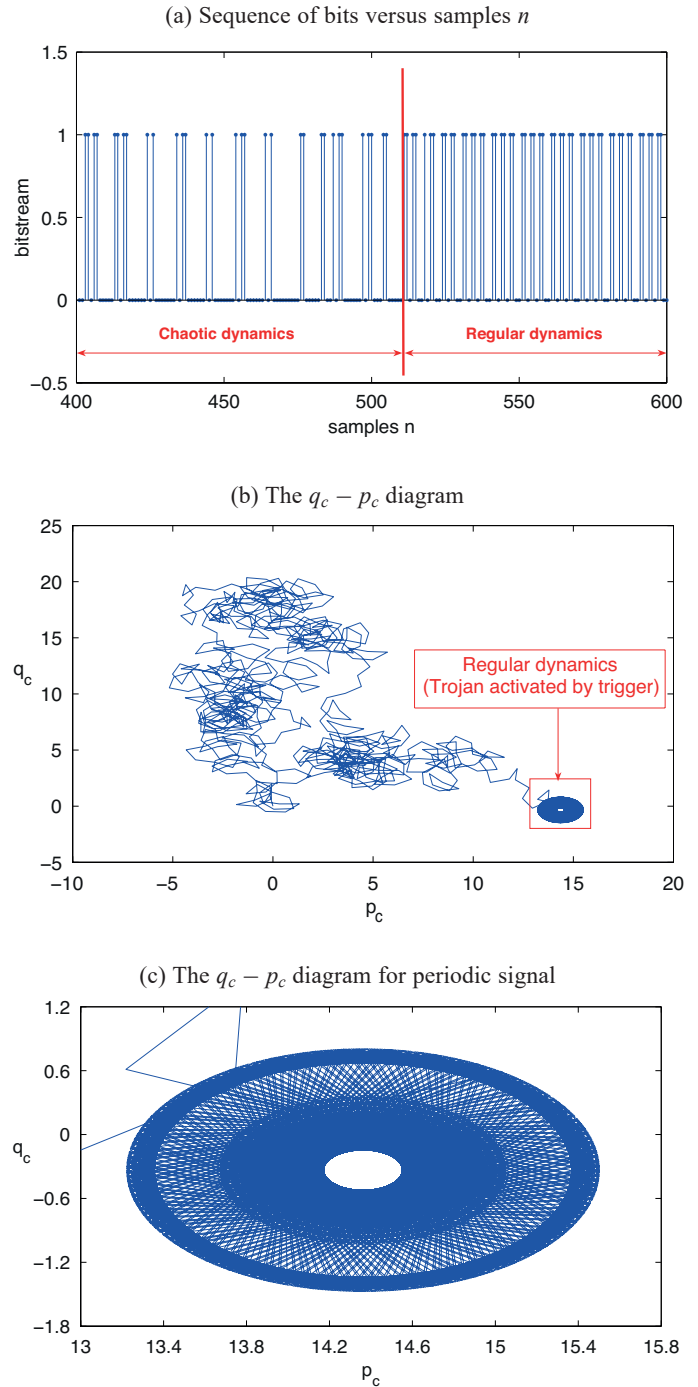 (a) Sequence of bits versus samples n
1.5
1
0.5
0
−0.5
bitstream
Chaotic dynamics
Regular dynamics
400
450
500
550
600
samples n
(b) The q_c − p_c diagram
25
20
15
10
5
0
−5
q_c
Regular dynamics
(Trojan activated by trigger)
−10
−5
0
5
10
15
20
p_c
(c) The q_c − p_c diagram for periodic signal
1.2
0.6
0
−0.6
−1.2
−1.8
q_c
13
13.4
13.8
14.2
14.6
15
15.4
15.8
p_c